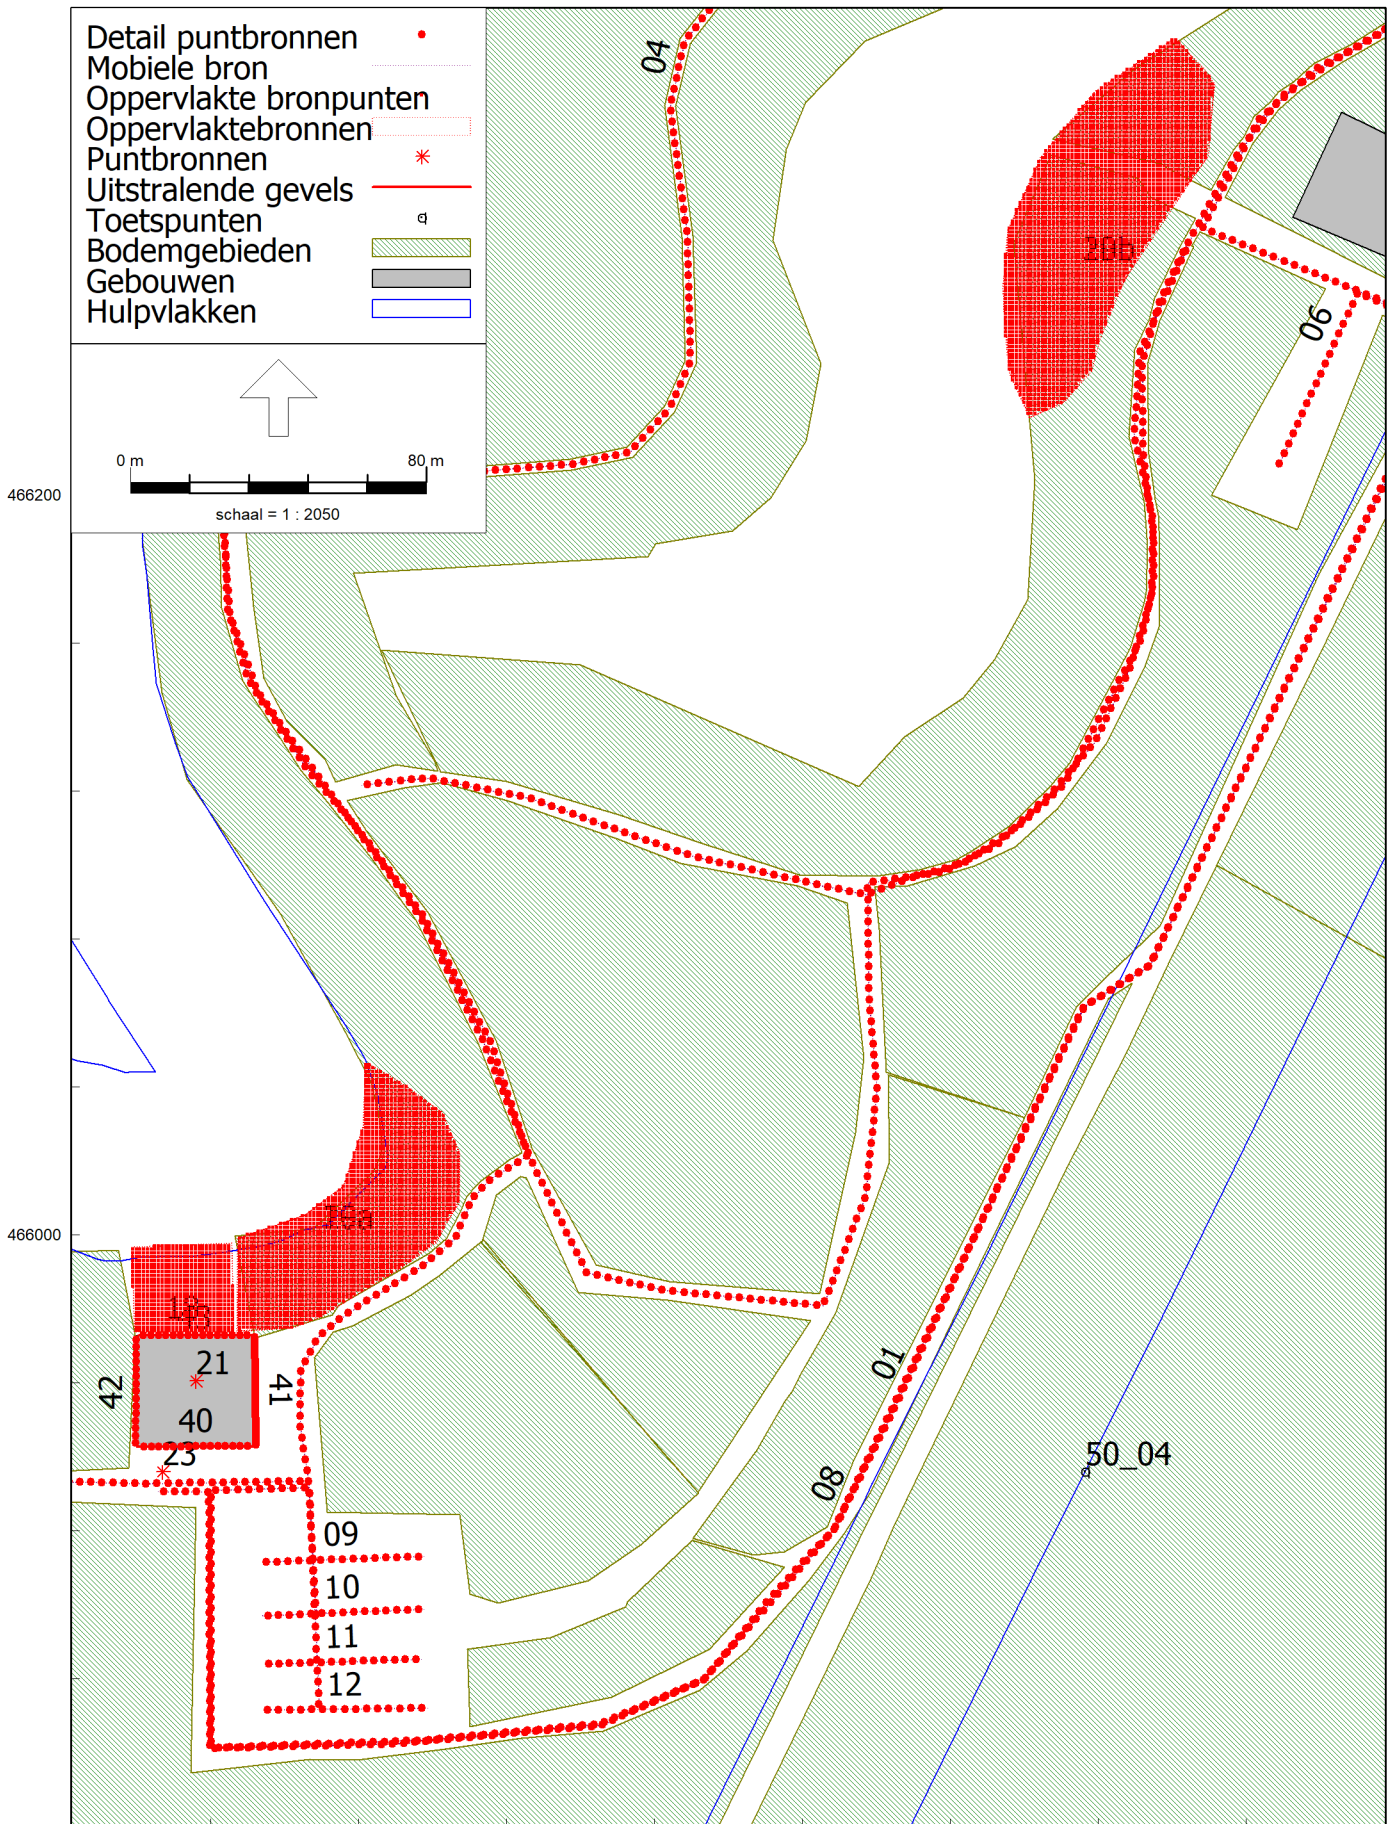 Detail puntbronnen
Mobiele bron
Oppervlakte bronpunten
Oppervlaktebronnen
Puntbronnen
Uitstralende gevels
Toetspunten
Bodemgebieden
Gebouwen
Hulpvlakken
0 m 80 m
schaal = 1 : 2050
04
06
466200
466000
21
42
41
40
23
01
08
50_04
09
10
11
12